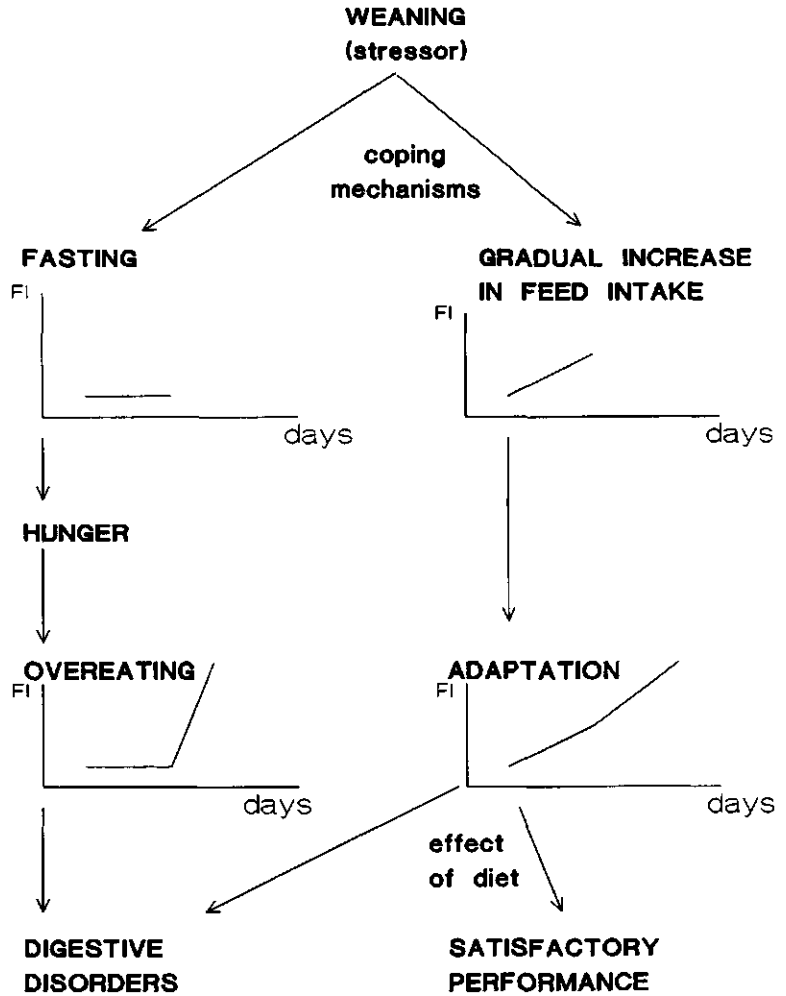 WEANING
(stressor)
coping
mechanisms
FASTING
FI
days
GRADUAL INCREASE
IN FEED INTAKE
FI
days
HUNGER
OVEREATING
FI
days
ADAPTATION
FI
days
effect
of diet
DIGESTIVE
DISORDERS
SATISFACTORY
PERFORMANCE